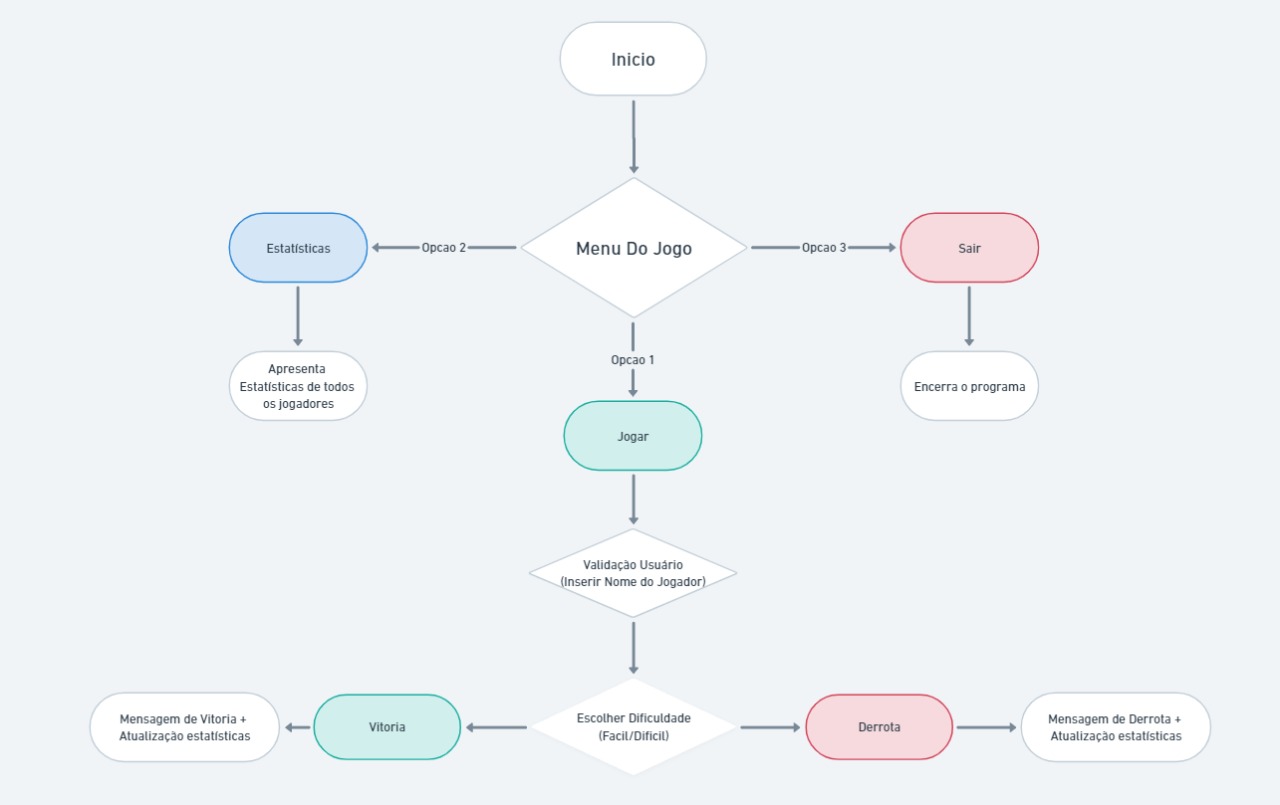 Inicio
Menu Do Jogo
Opcao 2
Estatísticas
Apresenta
Estatísticas de todos
os jogadores
Opcao 3
Sair
Encerra o programa
Opcao 1
Jogar
Validação Usuário
(Inserir Nome do Jogador)
Escolher Dificuldade
(Facil/Dificil)
Vitoria
Mensagem de Vitoria +
Atualização estatísticas
Derrota
Mensagem de Derrota +
Atualização estatísticas